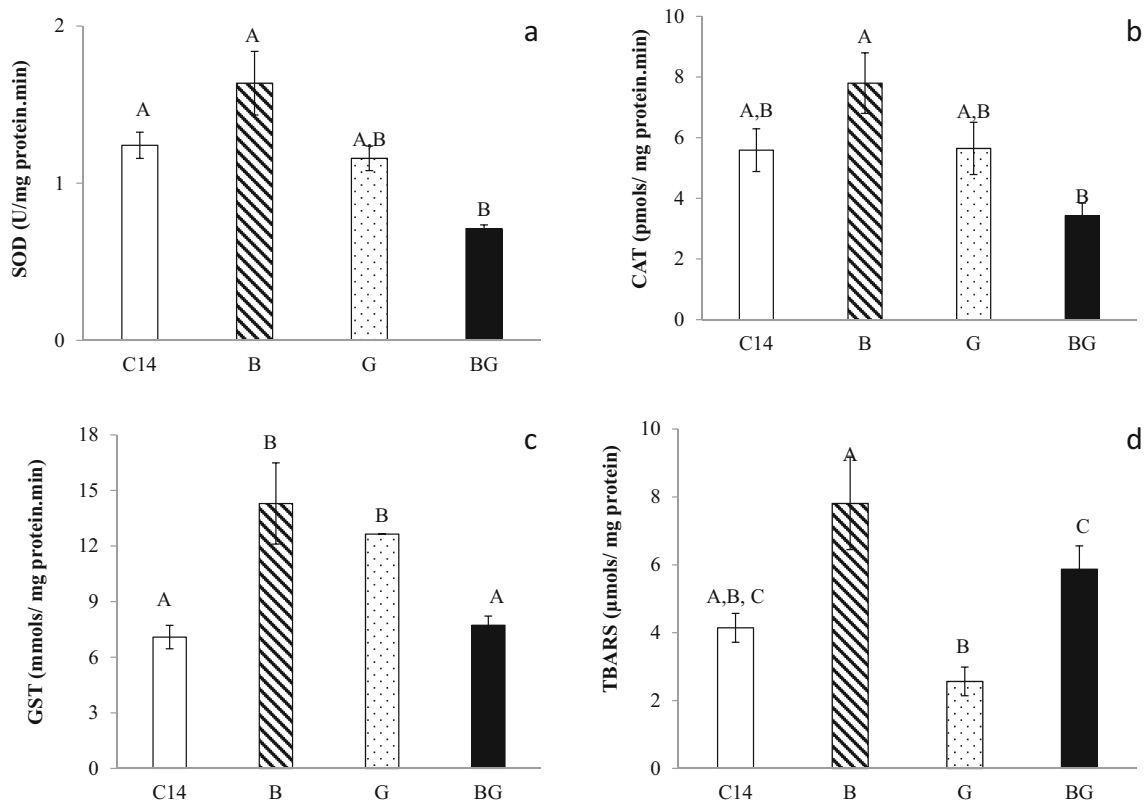 a
SOD (U/mg protein.min)
2
1
0
A
A
A,B
B
C14 B G BG
b
CAT (pmols/ mg protein.min)
10
8
6
4
2
0
A,B
A
A,B
B
C14 B G BG
c
GST (mmols/ mg protein.min)
18
15
12
9
6
3
0
A
B
B
A
C14 B G BG
d
TBARS (μmols/ mg protein)
10
8
6
4
2
0
A,B, C
A
B
C
C14 B G BG